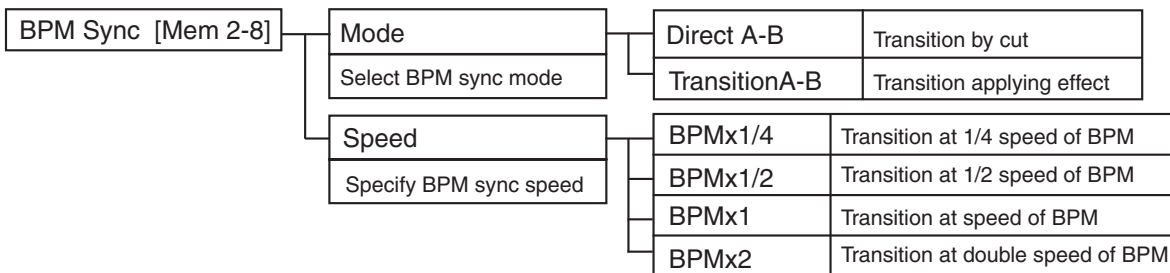 BPM Sync [Mem 2-8]
Mode
Select BPM sync mode
Direct A-B
Transition by cut
TransitionA-B
Transition applying effect
Speed
Specify BPM sync speed
BPMx1/4
Transition at 1/4 speed of BPM
BPMx1/2
Transition at 1/2 speed of BPM
BPMx1
Transition at speed of BPM
BPMx2
Transition at double speed of BPM